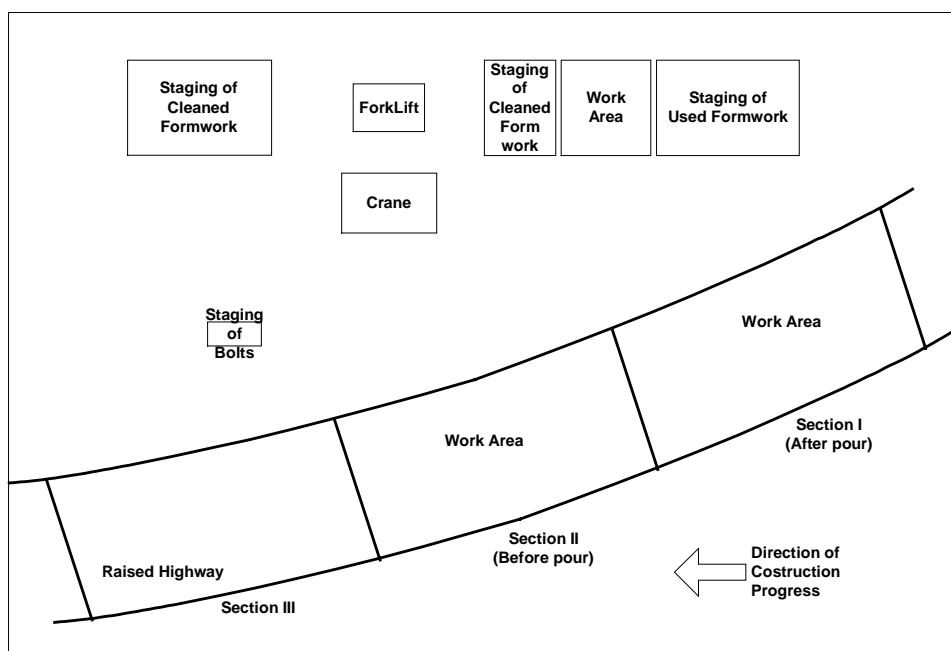 Staging of
Cleaned
Formwork
ForkLift
Staging
of
Cleaned
Form
work
Work
Area
Staging of
Used Formwork
Crane
Staging
of
Bolts
Work Area
Section I
(After pour)
Work Area
Section II
(Before pour)
Direction of
Costruction
Progress
Raised Highway
Section III